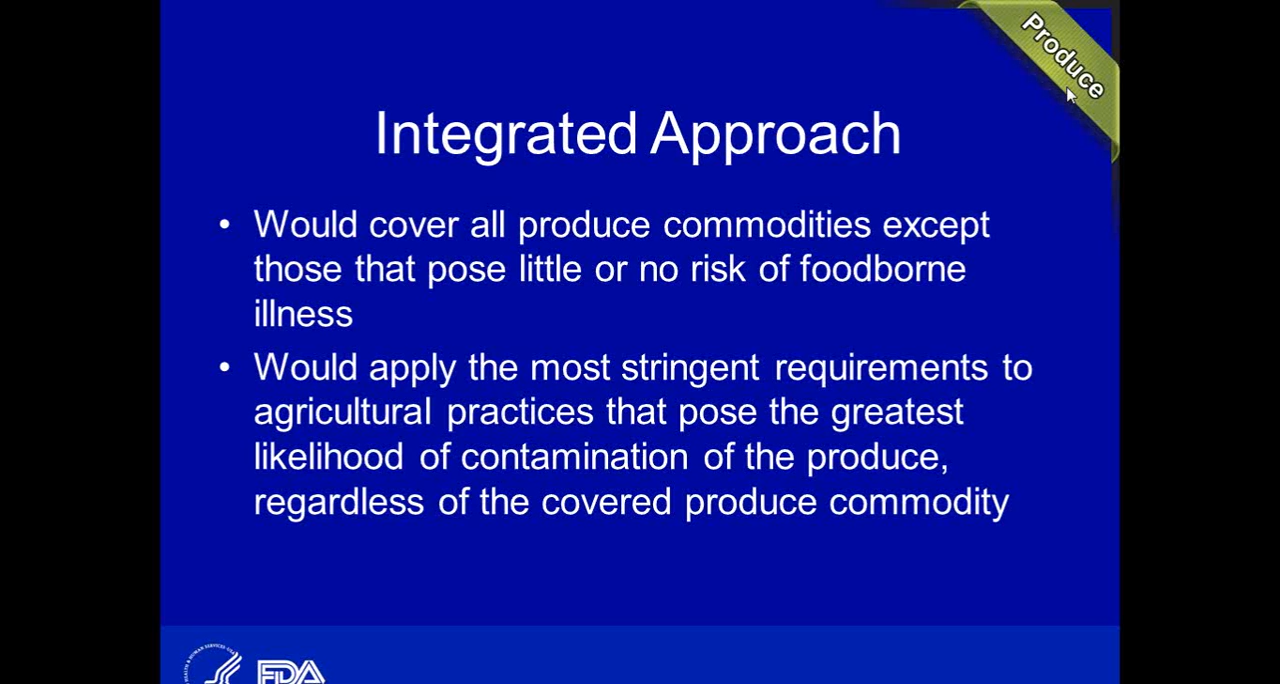 Produce
Integrated Approach
• Would cover all produce commodities except
those that pose little or no risk of foodborne
illness
• Would apply the most stringent requirements to
agricultural practices that pose the greatest
likelihood of contamination of the produce,
regardless of the covered produce commodity
FDA